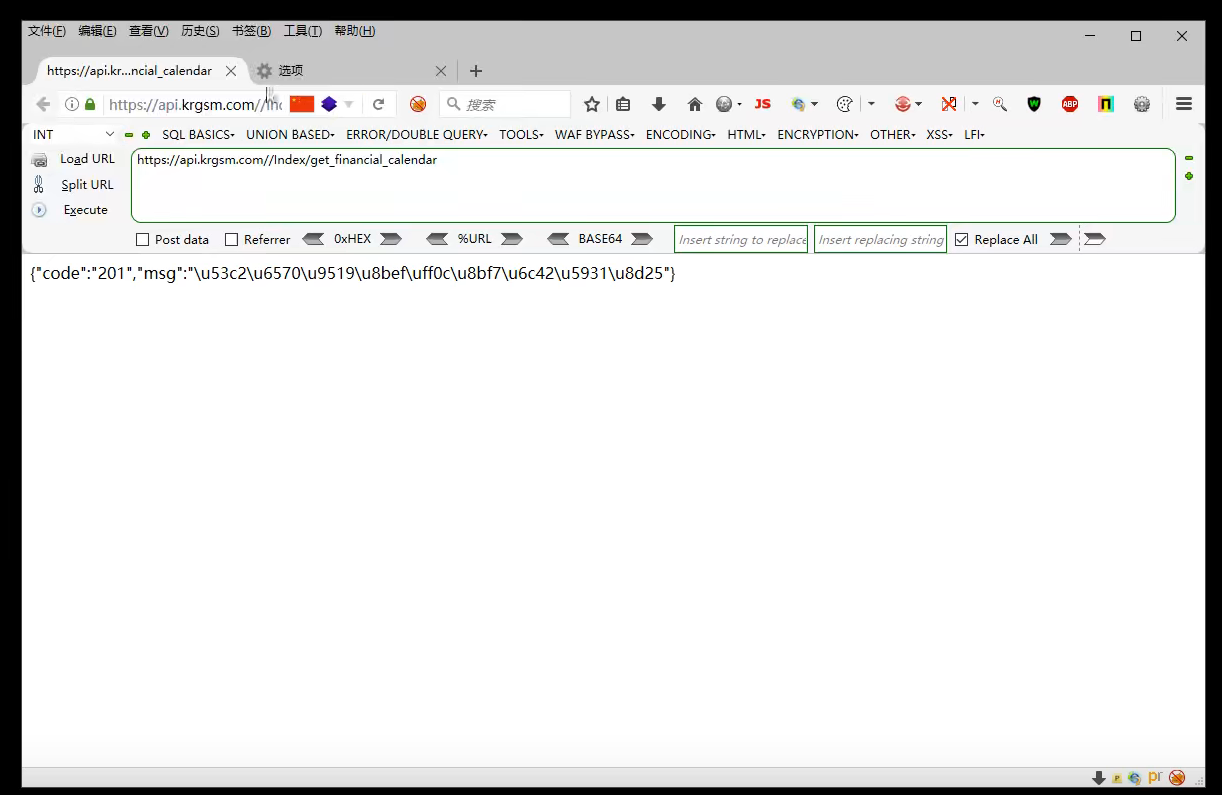 文件(F) 编辑(E) 查看(V) 历史(S) 书签(B) 工具(T) 帮助(H)
https://api.kr...ncial_calendar 选项
https://api.krgsm.com// 搜索 JS ABP
INT SQL BASICS UNION BASED ERROR/DOUBLE QUERY TOOLS WAF BYPASS ENCODING HTML ENCRYPTION OTHER XSS LFI
Load URL https://api.krgsm.com//Index/get_financial_calendar
Split URL
Execute
Post data Referrer 0xHEX %URL BASE64 Insert string to replace Insert replacing string Replace All
{"code":"201","msg":"\u53c2\u6570\u9519\u8bef\uff0c\u8bf7\u6c42\u5931\u8d25"}
pr